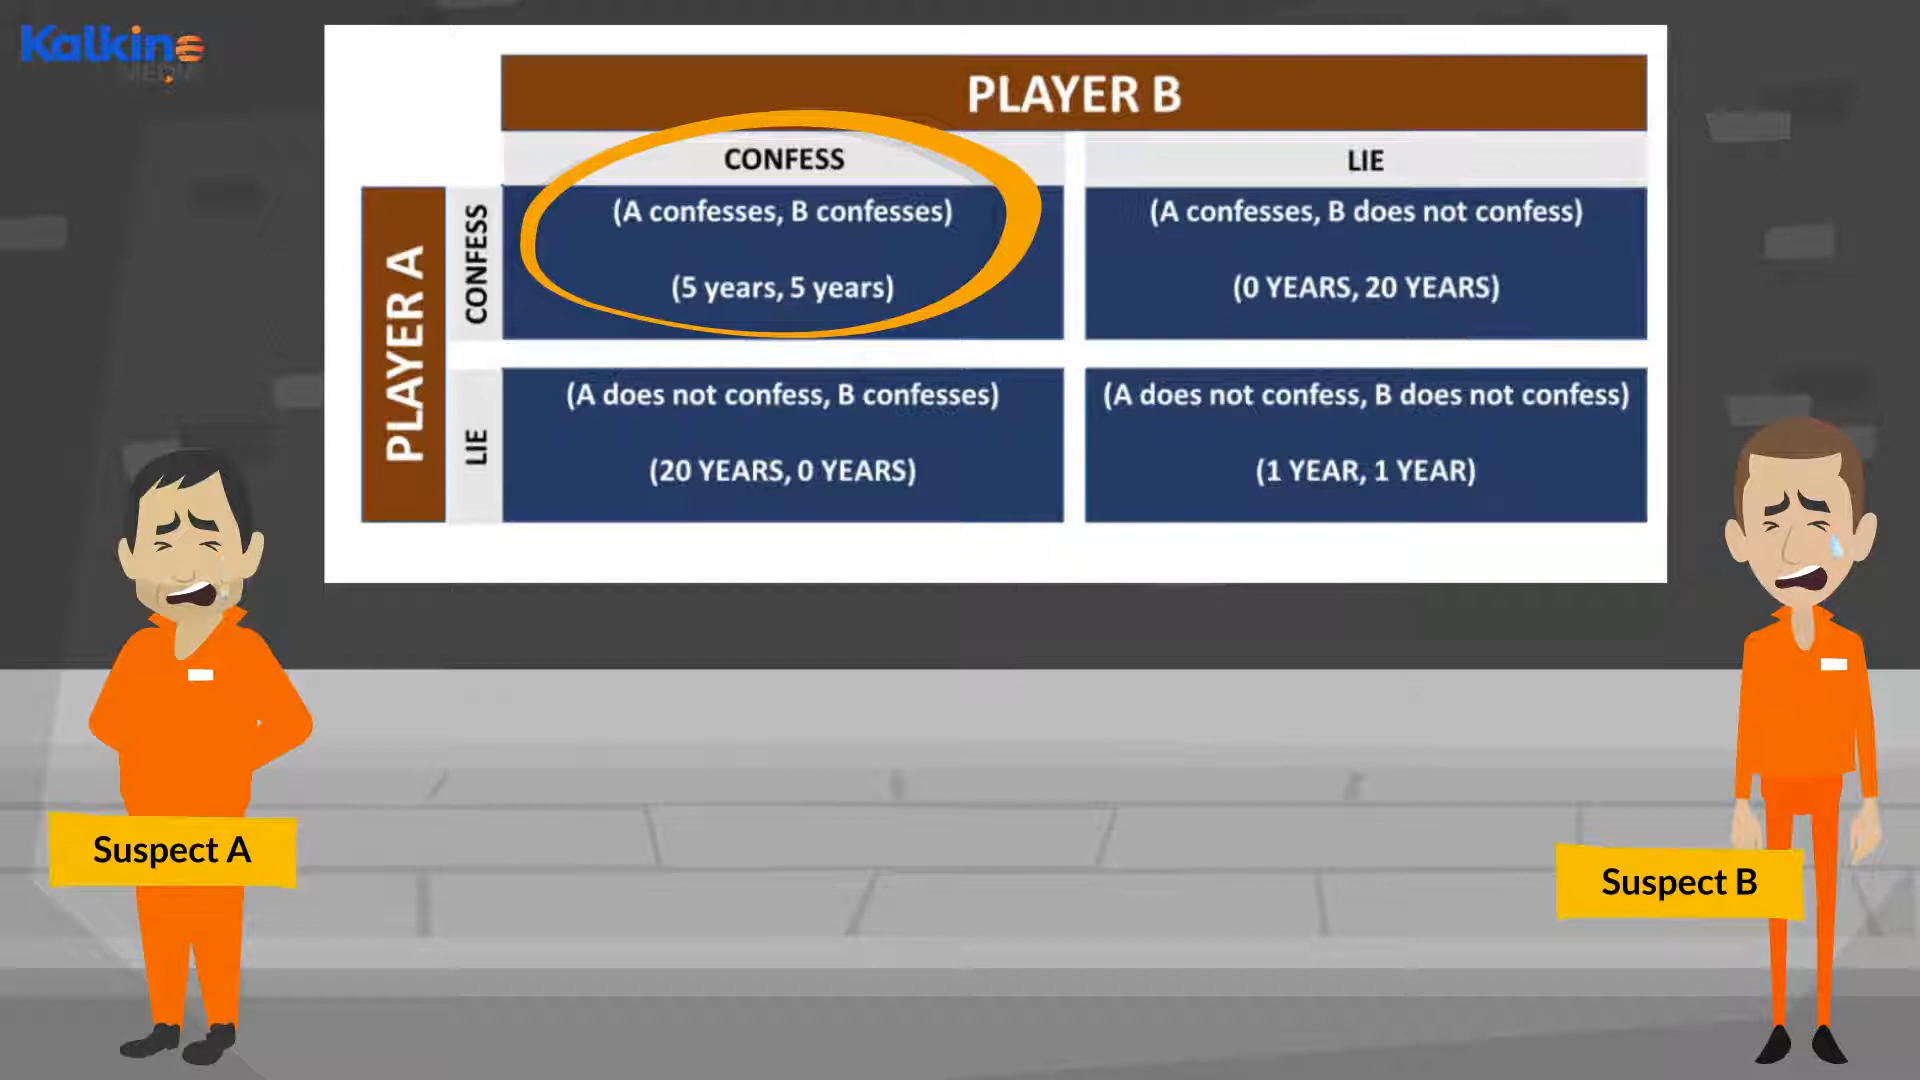 Kalkine
MEDIA
PLAYER B
CONFESS
LIE
PLAYER A
CONFESS
(A confesses, B confesses)
(5 years, 5 years)
(A confesses, B does not confess)
(0 YEARS, 20 YEARS)
LIE
(A does not confess, B confesses)
(20 YEARS, 0 YEARS)
(A does not confess, B does not confess)
(1 YEAR, 1 YEAR)
Suspect A
Suspect B